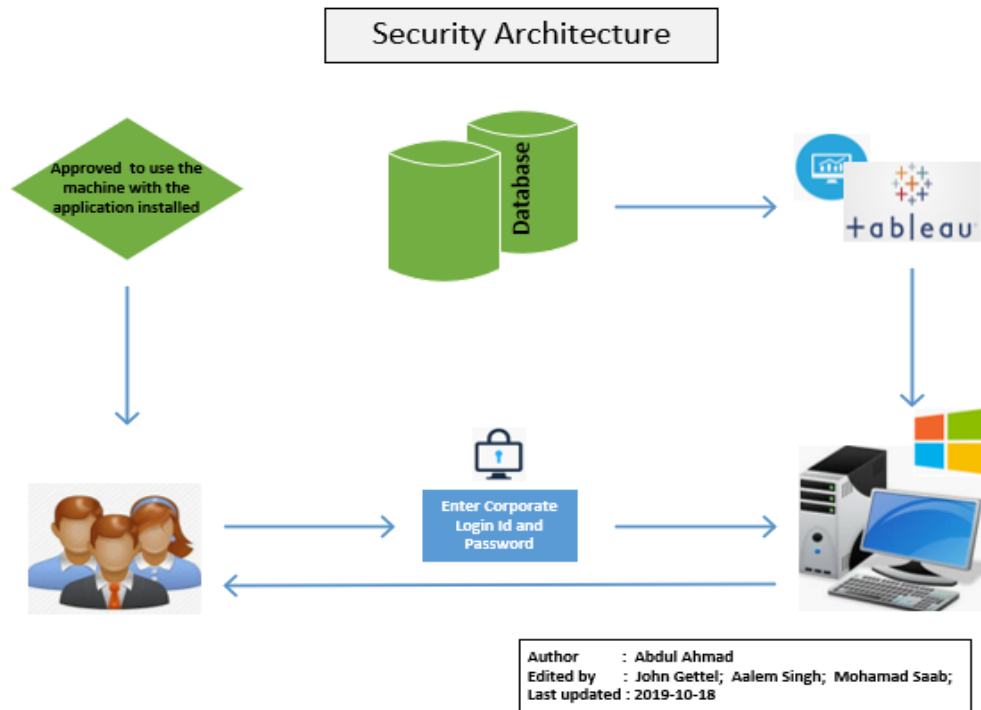 Security Architecture
Approved to use the
machine with the
application installed
Database
+ableau
Enter Corporate
Login Id and
Password
Author : Abdul Ahmad
Edited by : John Gettel; Aalem Singh; Mohamad Saab;
Last updated : 2019-10-18